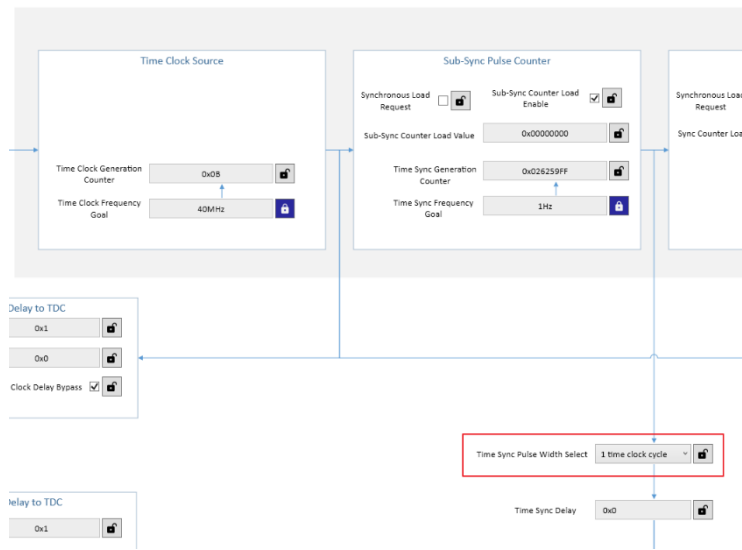 Time Clock Source
Sub-Sync Pulse Counter
Synchronous Load
Request
Sub-Sync Counter Load
Enable
Synchronous Load
Request
Sub-Sync Counter Load Value
0x00000000
Sync Counter Loa
Time Clock Generation
Counter
0x0B
Time Sync Generation
Counter
0x026259FF
Time Clock Frequency
Goal
40MHz
Time Sync Frequency
Goal
1Hz
Delay to TDC
0x1
0x0
Clock Delay Bypass
Time Sync Pulse Width Select
1 time clock cycle
Delay to TDC
Time Sync Delay
0x0
0x1